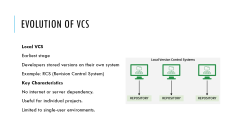 EVOLUTION OF VCS
Local VCS
Earliest stage
Developers stored versions on their own system
Example: RCS (Revision Control System)
Key Characteristics
No internet or server dependency.
Useful for individual projects.
Limited to single-user environments.
Local Version Control Systems
REPOSITORY REPOSITORY REPOSITORY